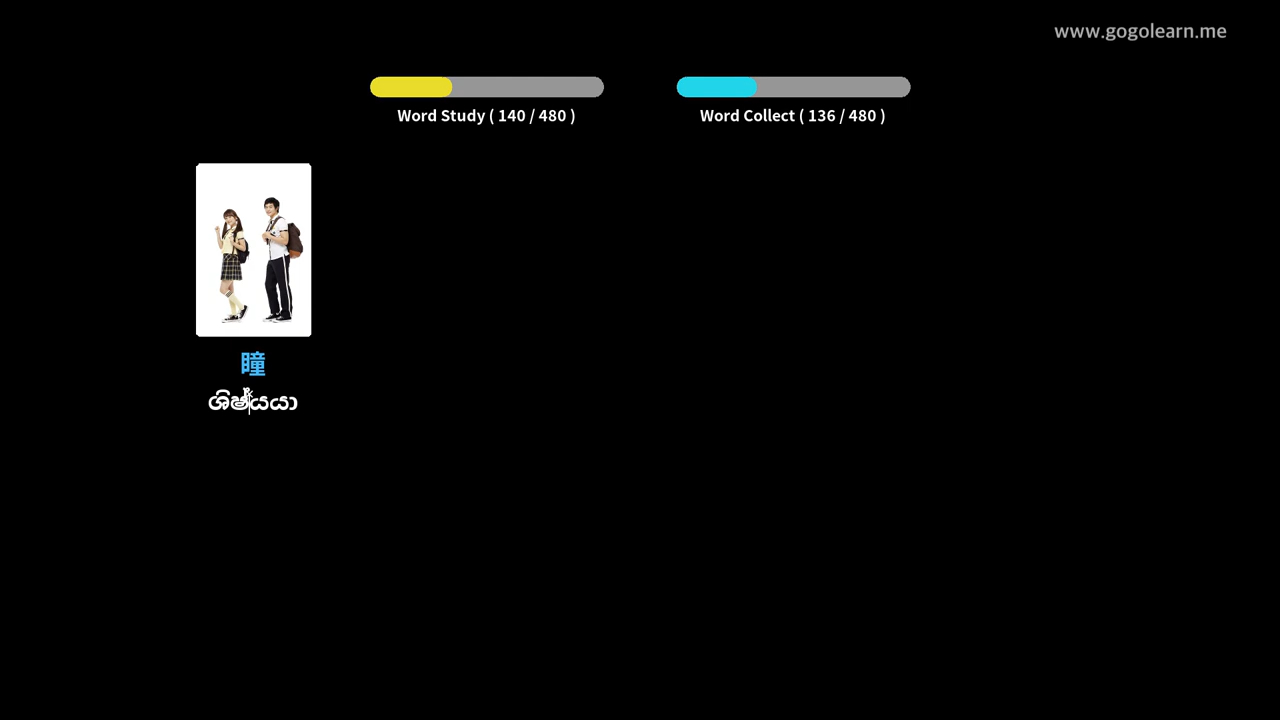 www.gogolearn.me
Word Study ( 140 / 480 )
Word Collect ( 136 / 480 )
瞳
ශිෂ්‍යයා